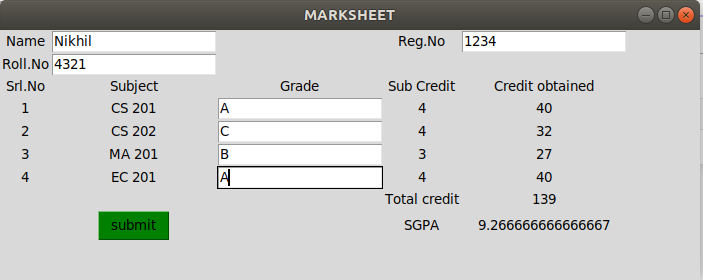 MARKSHEET
Name Nikhil Reg.No 1234
Roll.No 4321
Srl.No Subject Grade Sub Credit Credit obtained
1 CS 201 A 4 40
2 CS 202 C 4 32
3 MA 201 B 3 27
4 EC 201 A 4 40
Total credit 139
submit SGPA 9.266666666666667